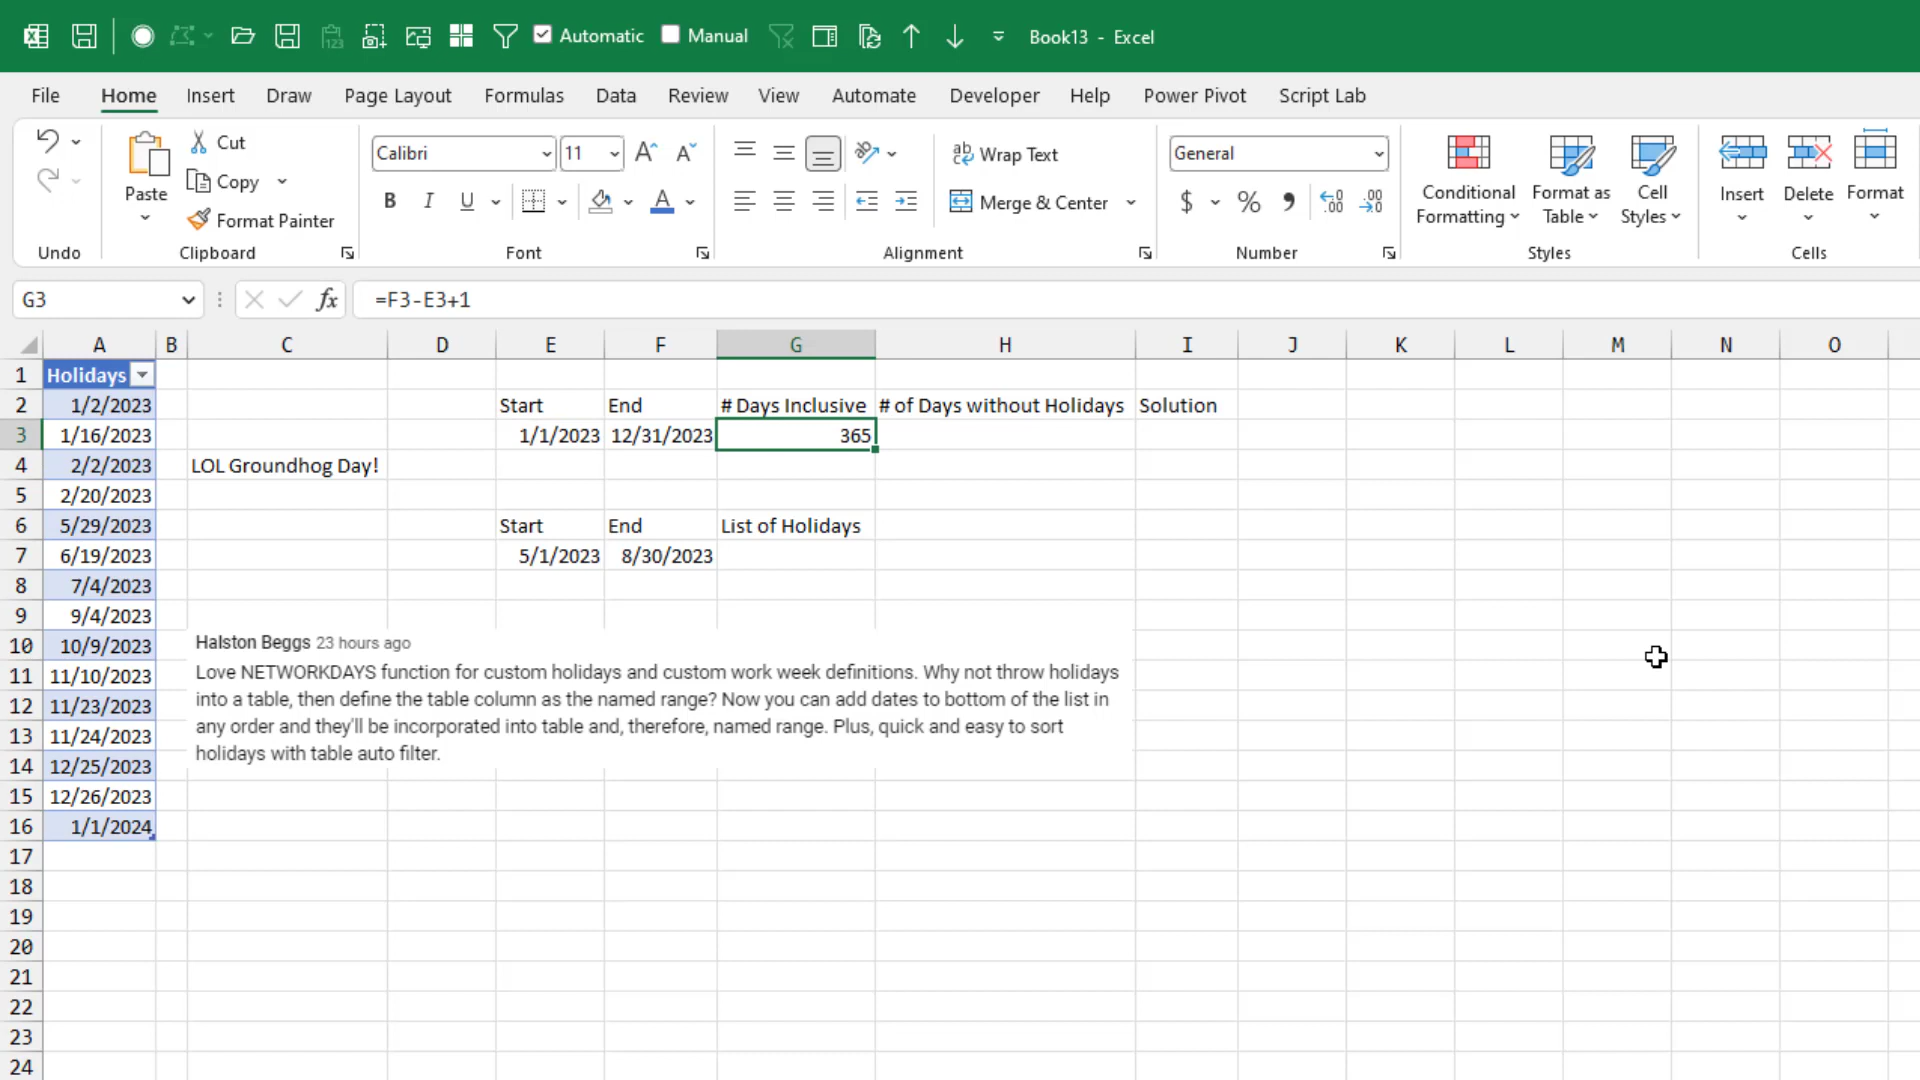 Automatic Manual Book13 - Excel
File Home Insert Draw Page Layout Formulas Data Review View Automate Developer Help Power Pivot Script Lab
Cut
Copy
Paste
Format Painter
Undo Clipboard
Calibri 11
B I U A
Font
Wrap Text
Merge & Center
Alignment
General
$ % 9
Number
Conditional Formatting
Format as Table
Cell Styles
Styles
Insert Delete Format
Cells
G3 fx =F3-E3+1
A B C D E F G H I J K L M N O
1 Holidays
2 1/2/2023 Start End # Days Inclusive # of Days without Holidays Solution
3 1/16/2023 1/1/2023 12/31/2023 365
4 2/2/2023 LOL Groundhog Day!
5 2/20/2023
6 5/29/2023 Start End List of Holidays
7 6/19/2023 5/1/2023 8/30/2023
8 7/4/2023
9 9/4/2023
10 10/9/2023
11 11/10/2023
12 11/23/2023
13 11/24/2023
14 12/25/2023
15 12/26/2023
16 1/1/2024
17
18
19
20
21
22
23
24
Halston Beggs 23 hours ago
Love NETWORKDAYS function for custom holidays and custom work week definitions. Why not throw holidays
into a table, then define the table column as the named range? Now you can add dates to bottom of the list in
any order and they'll be incorporated into table and, therefore, named range. Plus, quick and easy to sort
holidays with table auto filter.